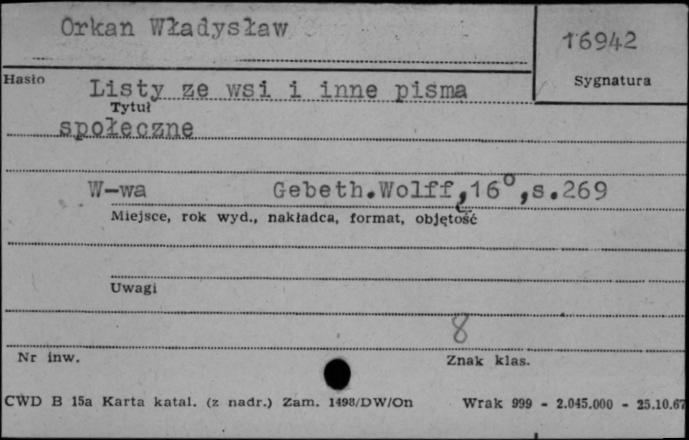 Orkan Władysław
16942
Hasło
Sygnatura
Listy ze wsi i inne pisma
Tytuł
społeczne
W-wa Gebeth.Wolff,16°,s.269
Miejsce, rok wyd., nakładca, format, objętość
Uwagi
8
Nr inw.
Znak klas.
CWD B 15a Karta katal. (z nadr.) Zam. 1498/DW/On Wrak 999 - 2.045.000 - 25.10.67